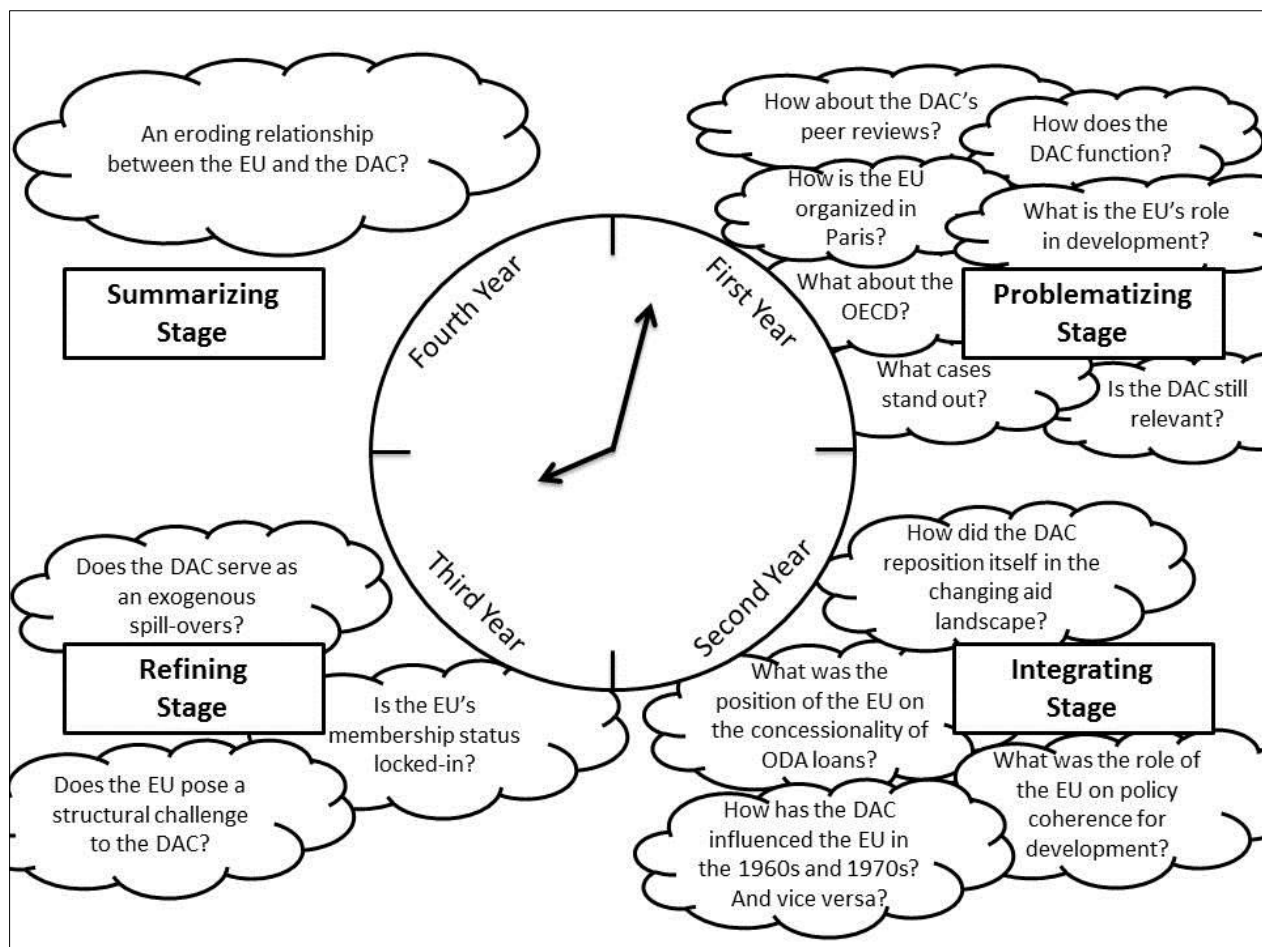 An eroding relationship
between the EU and the DAC?
Summarizing
Stage
Fourth Year
How about the DAC's
peer reviews?
How does the
DAC function?
How is the EU
organized in
Paris?
What is the EU's role
in development?
What about the
OECD?
Problematizing
Stage
What cases
stand out?
Is the DAC still
relevant?
First Year
How did the DAC
reposition itself in the
changing aid
landscape?
Second Year
What was the
position of the EU on
the concessionality of
ODA loans?
Integrating
Stage
What was the role of
the EU on policy
coherence for
development?
How has the DAC
influenced the EU in
the 1960s and 1970s?
And vice versa?
Third Year
Does the DAC serve as
an exogenous
spill-overs?
Refining
Stage
Is the EU's
membership status
locked-in?
Does the EU pose a
structural challenge
to the DAC?